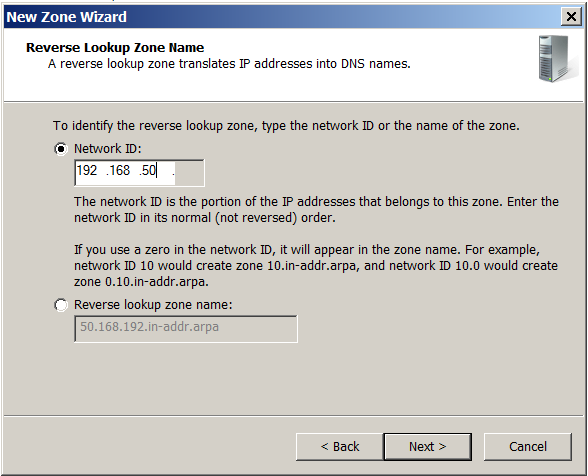 New Zone Wizard
Reverse Lookup Zone Name
A reverse lookup zone translates IP addresses into DNS names.
To identify the reverse lookup zone, type the network ID or the name of the zone.
Network ID:
192 .168 .50 .
The network ID is the portion of the IP addresses that belongs to this zone. Enter the
network ID in its normal (not reversed) order.
If you use a zero in the network ID, it will appear in the zone name. For example,
network ID 10 would create zone 10.in-addr.arpa, and network ID 10.0 would create
zone 0.10.in-addr.arpa.
Reverse lookup zone name:
50.168.192.in-addr.arpa
< Back Next > Cancel